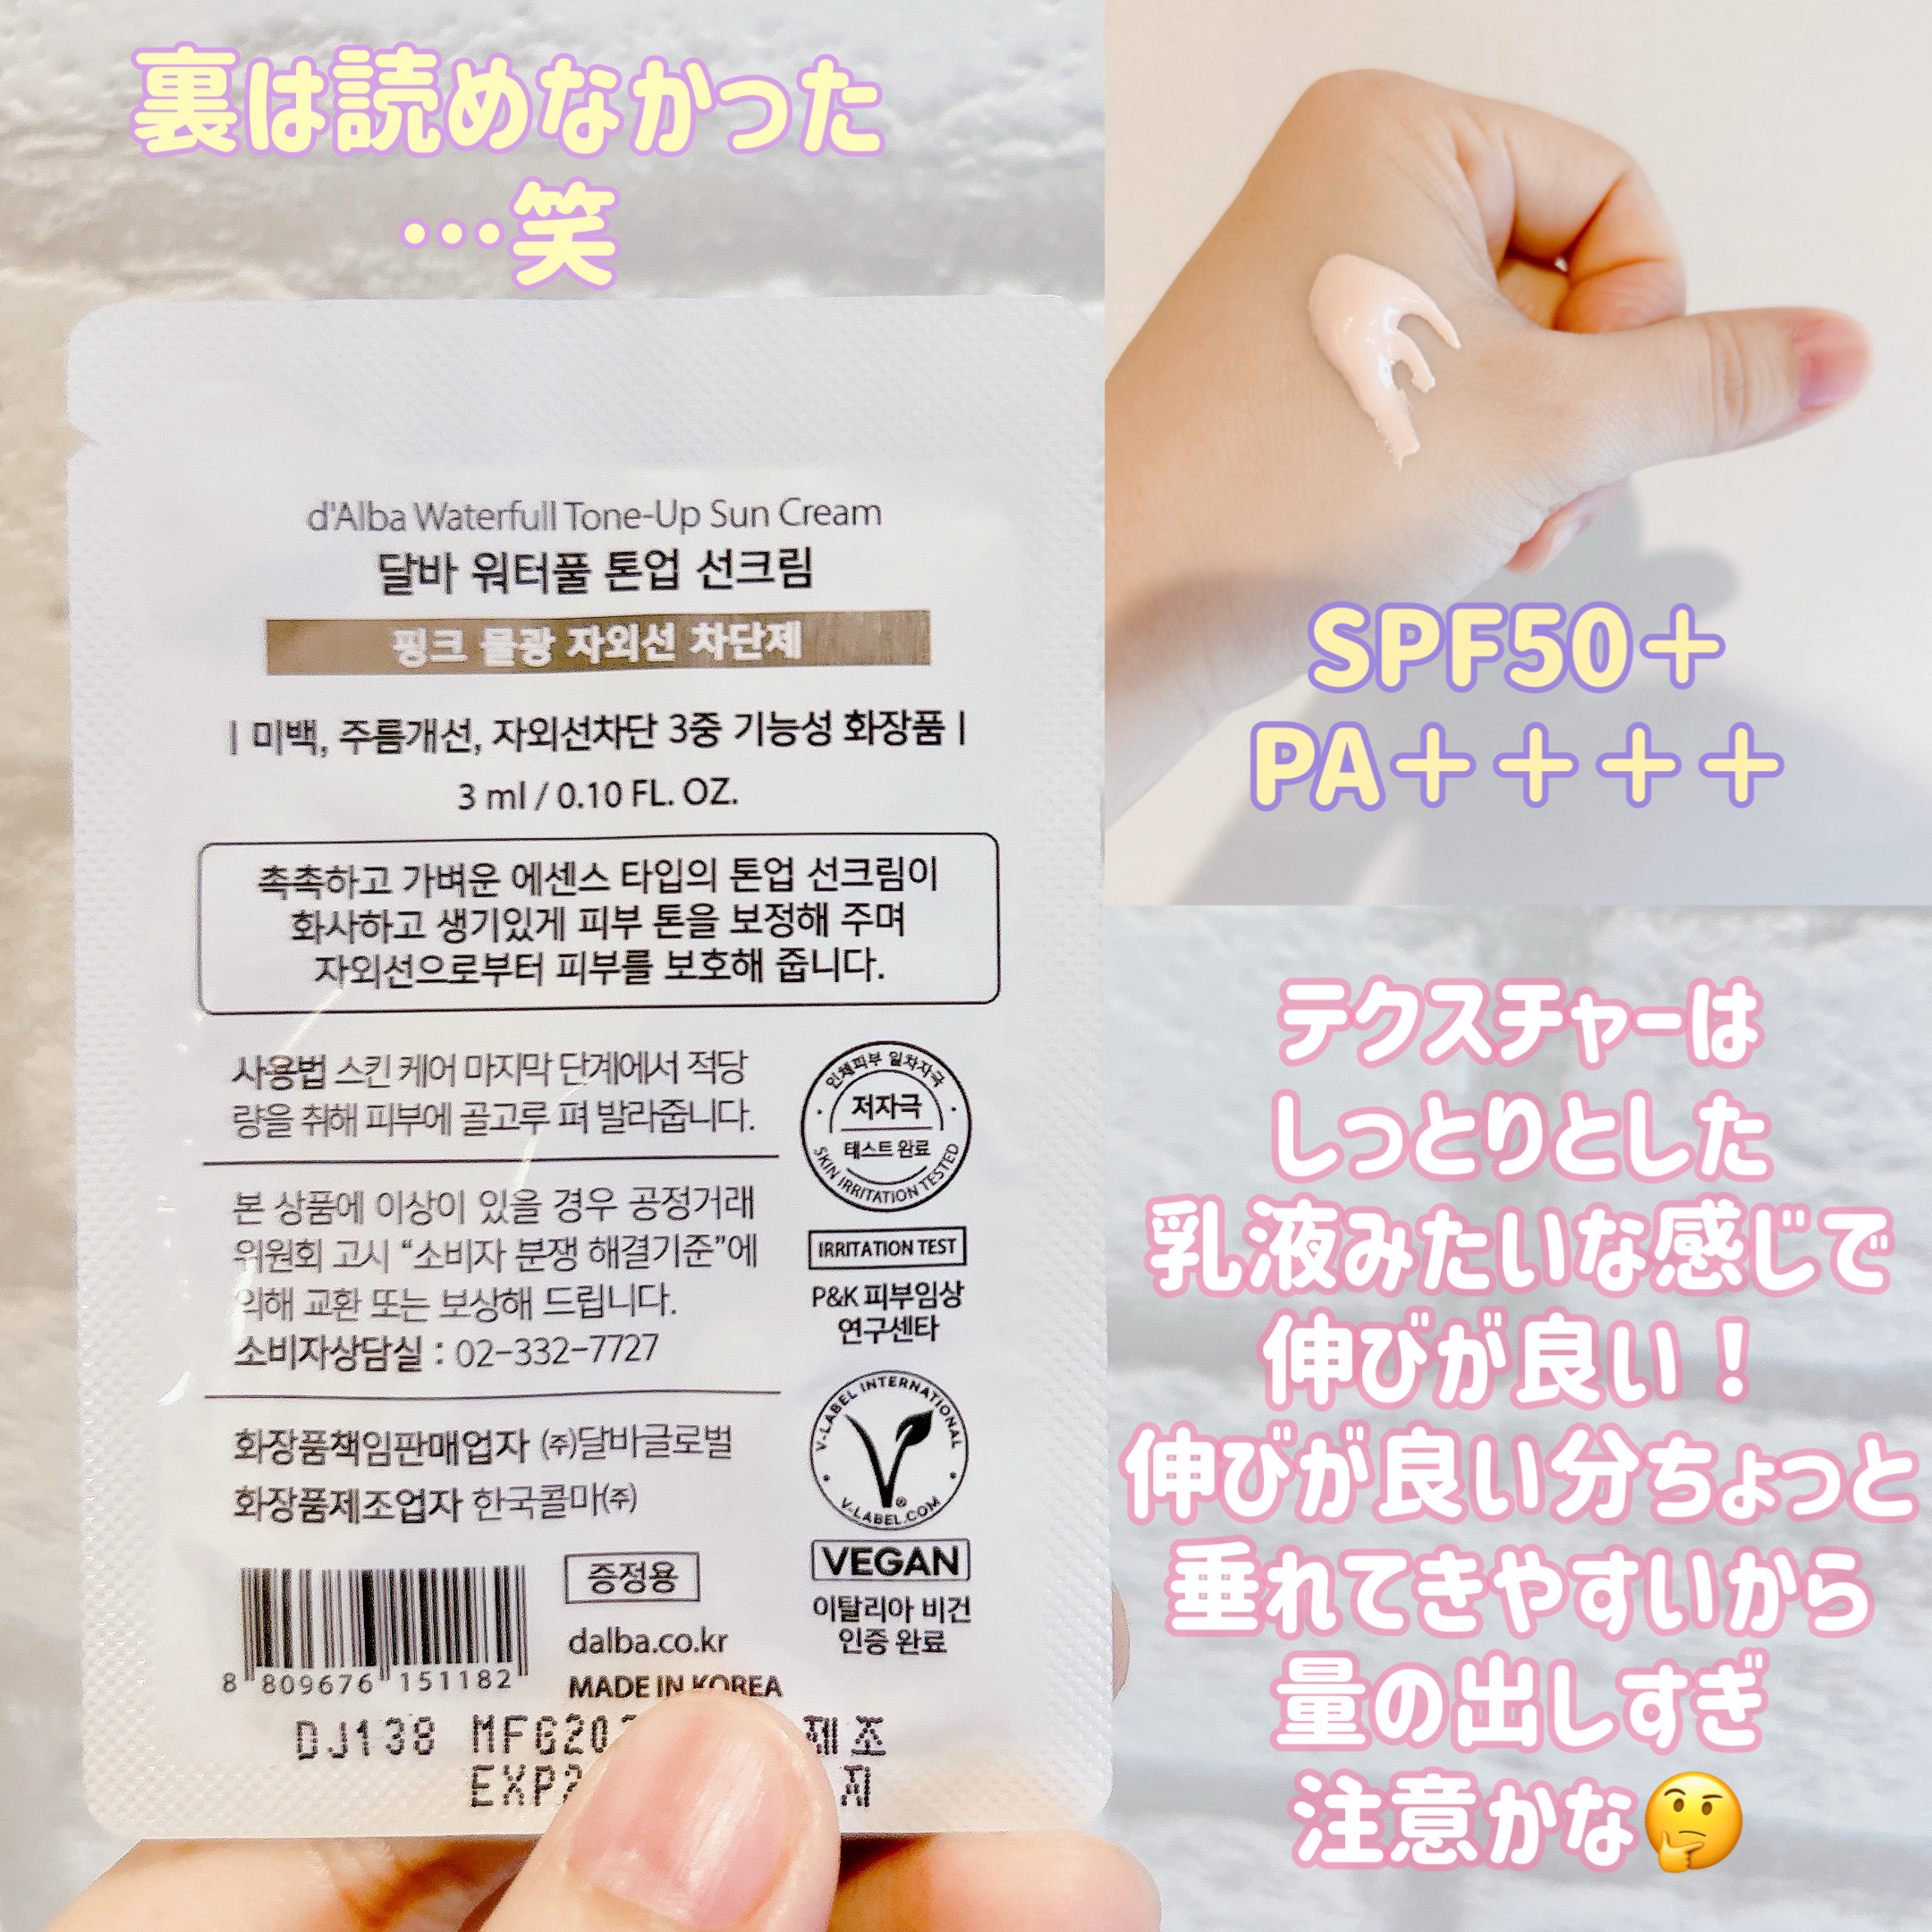 裏は読めなかった
…笑
d'Alba Waterfull Tone-Up Sun Cream
달바 워터풀 톤업 선크림
핑크 물광 자외선 차단제
| 미백, 주름개선, 자외선차단 3중 기능성 화장품 |
3 ml / 0.10 FL. OZ.
촉촉하고 가벼운 에센스 타입의 톤업 선크림이
화사하고 생기있게 피부 톤을 보정해 주며
자외선으로부터 피부를 보호해 줍니다.
사용법 스킨 케어 마지막 단계에서 적당
량을 취해 피부에 골고루 펴 발라줍니다.
본 상품에 이상이 있을 경우 공정거래
위원회 고시 “소비자 분쟁 해결기준”에
의해 교환 또는 보상해 드립니다.
소비자상담실 : 02-332-7727
화장품책임판매업자 (주)달바글로벌
화장품제조업자 한국콜마(주)
증정용
dalba.co.kr
MADE IN KOREA
8 809676 151182
DJ138 MFG20 제조
EXP2
인체피부 일차자극
저자극
테스트 완료
SKIN IRRITATION TESTED
IRRITATION TEST
P&K 피부임상
연구센타
V-LABEL INTERNATIONAL
V-LABEL.COM
®
VEGAN
이탈리아 비건
인증 완료
SPF50＋
PA＋＋＋＋
テクスチャーは
しっとりとした
乳液みたいな感じで
伸びが良い！
伸びが良い分ちょっと
垂れてきやすいから
量の出しすぎ
注意かな🤔